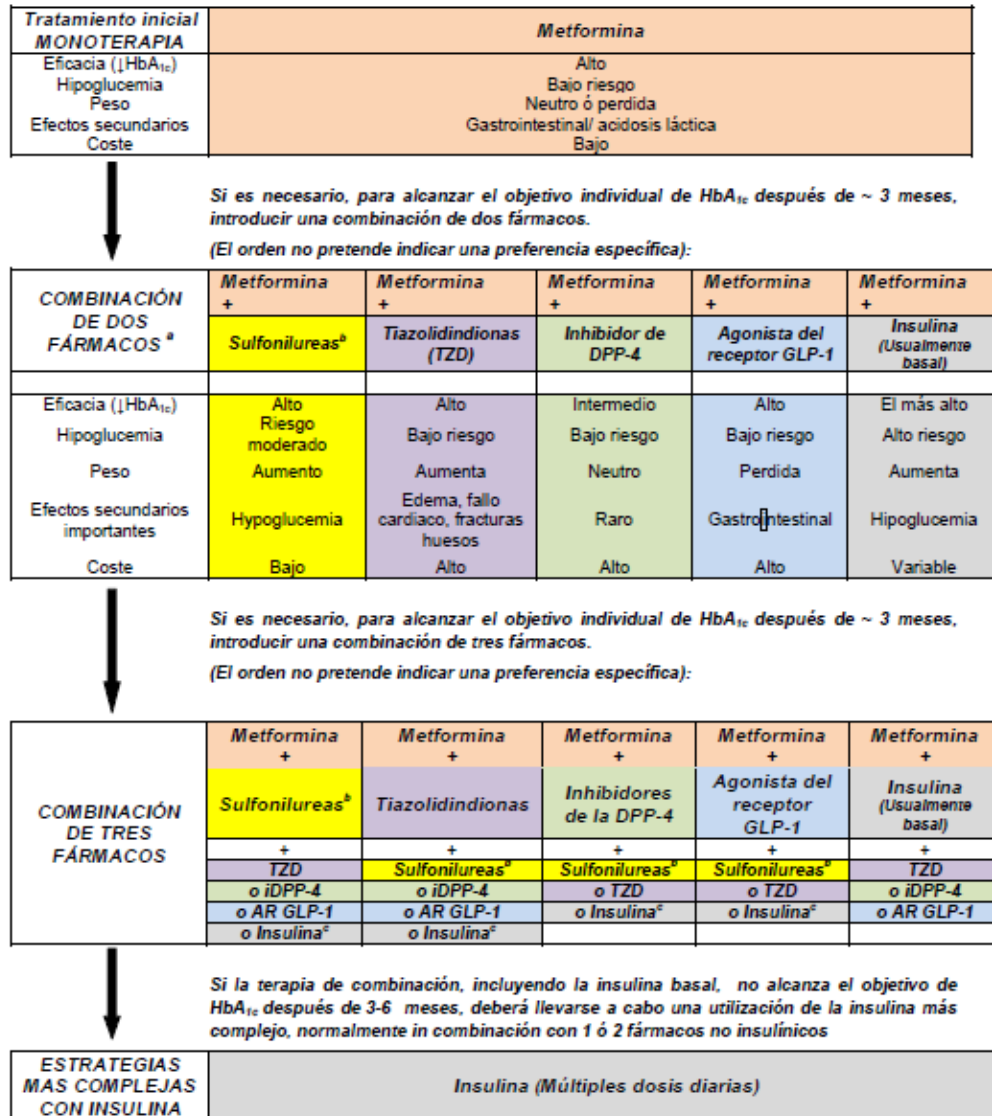 Tratamiento inicial
MONOTERAPIA
Metformina
Eficacia (↓HbA1c)
Alto
Hipoglucemia
Bajo riesgo
Peso
Neutro ó perdida
Efectos secundarios
Gastrointestinal/ acidosis láctica
Coste
Bajo
Si es necesario, para alcanzar el objetivo individual de HbA1c después de ~ 3 meses,
introducir una combinación de dos fármacos.
(El orden no pretende indicar una preferencia específica):
COMBINACIÓN
DE DOS
FÁRMACOS a
Metformina
+
Metformina
+
Metformina
+
Metformina
+
Metformina
+
Sulfonilureasb
Tiazolidindionas
(TZD)
Inhibidor de
DPP-4
Agonista del
receptor GLP-1
Insulina
(Usualmente
basal)
Eficacia (↓HbA1c)
Alto
Alto
Intermedio
Alto
El más alto
Hipoglucemia
Riesgo
moderado
Bajo riesgo
Bajo riesgo
Bajo riesgo
Alto riesgo
Peso
Aumento
Aumenta
Neutro
Perdida
Aumenta
Efectos secundarios
importantes
Hypoglucemia
Edema, fallo
cardiaco, fracturas
huesos
Raro
Gastrointestinal
Hipoglucemia
Coste
Bajo
Alto
Alto
Alto
Variable
Si es necesario, para alcanzar el objetivo individual de HbA1c después de ~ 3 meses,
introducir una combinación de tres fármacos.
(El orden no pretende indicar una preferencia específica):
COMBINACIÓN
DE TRES
FÁRMACOS
Metformina
+
Metformina
+
Metformina
+
Metformina
+
Metformina
+
Sulfonilureasb
Tiazolidindionas
Inhibidores
de la DPP-4
Agonista del
receptor
GLP-1
Insulina
(Usualmente
basal)
+ + + + +
TZD
Sulfonilureasb
Sulfonilureasb
Sulfonilureasb
TZD
o iDPP-4
o iDPP-4
o TZD
o TZD
o iDPP-4
o AR GLP-1
o AR GLP-1
o Insulinac
o Insulinac
o AR GLP-1
o Insulinac
o Insulinac
Si la terapia de combinación, incluyendo la insulina basal, no alcanza el objetivo de
HbA1c después de 3-6 meses, deberá llevarse a cabo una utilización de la insulina más
complejo, normalmente in combinación con 1 ó 2 fármacos no insulínicos
ESTRATEGIAS
MAS COMPLEJAS
CON INSULINA
Insulina (Múltiples dosis diarias)